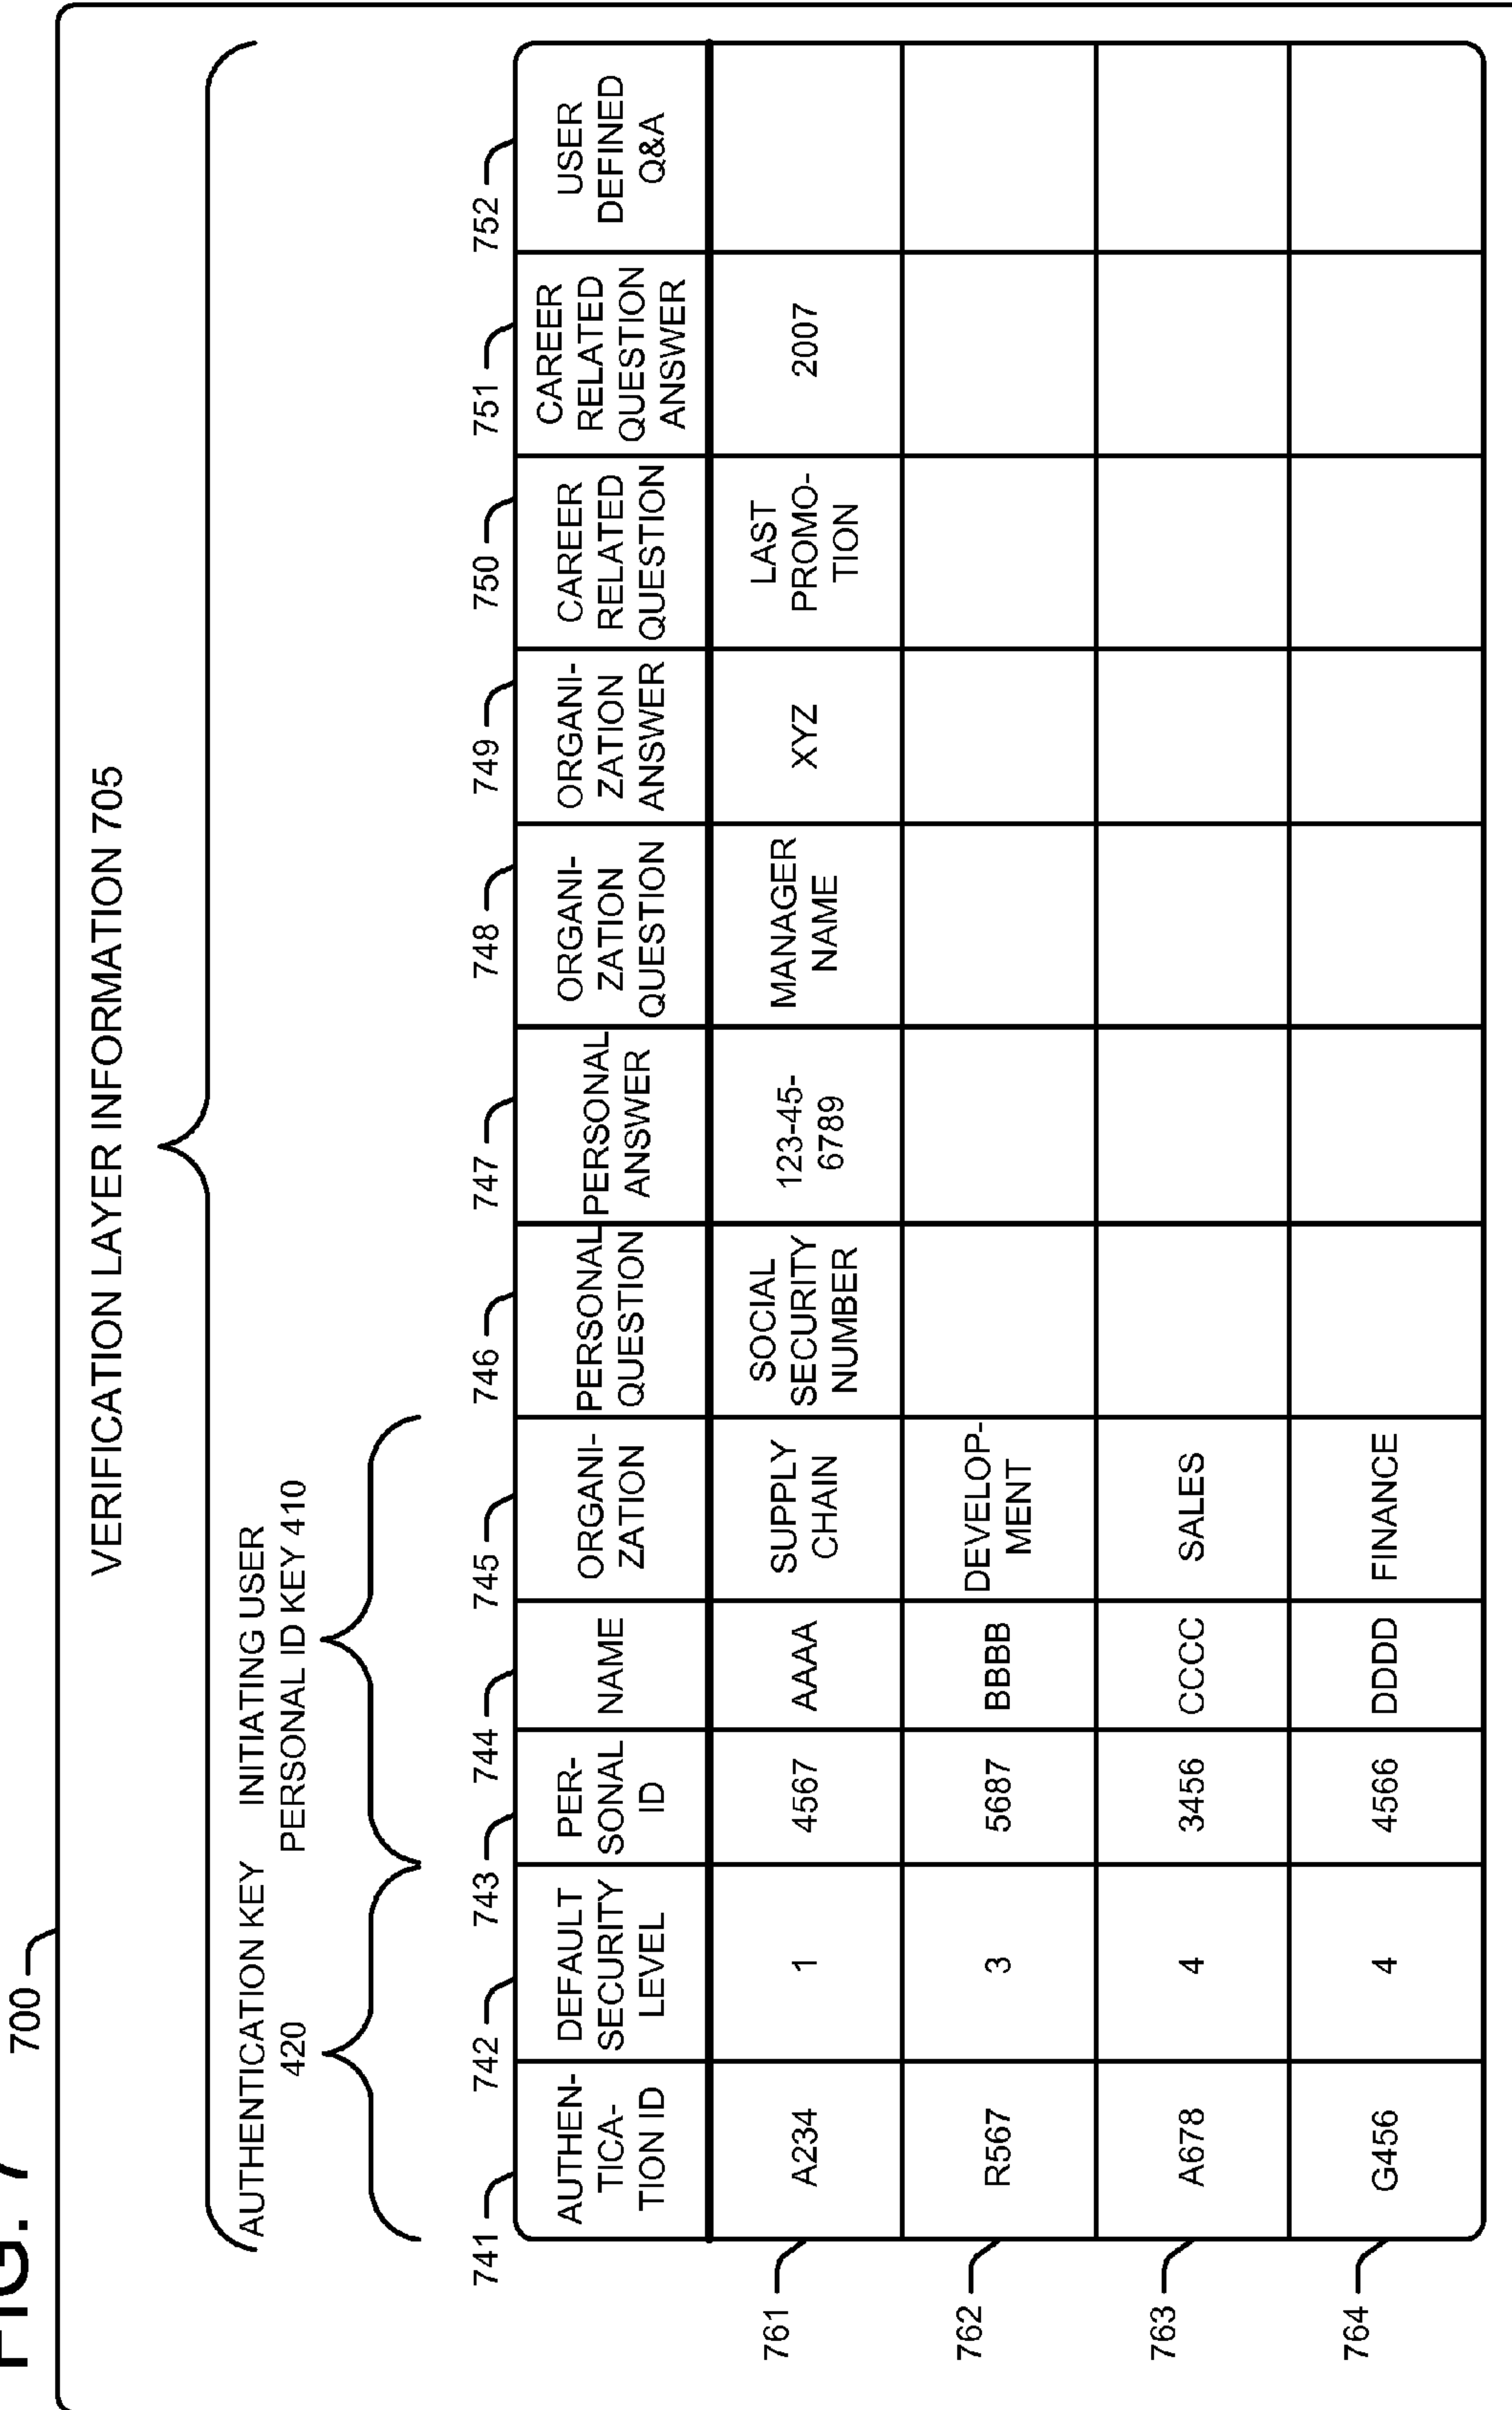 FIG. 7
700
VERIFICATION LAYER INFORMATION 705
AUTHENTICATION KEY
420
INITIATING USER
PERSONAL ID KEY 410
741
742
743
744
745
746
747
748
749
750
751
752
AUTHEN-
TICA-
TION ID
DEFAULT
SECURITY
LEVEL
PER-
SONAL
ID
NAME
ORGANI-
ZATION
PERSONAL
QUESTION
PERSONAL
ANSWER
ORGANI-
ZATION
QUESTION
ORGANI-
ZATION
ANSWER
CAREER
RELATED
QUESTION
CAREER
RELATED
QUESTION
ANSWER
USER
DEFINED
Q&A
761
A234
1
4567
AAAA
SUPPLY
CHAIN
SOCIAL
SECURITY
NUMBER
123-45-
6789
MANAGER
NAME
XYZ
LAST
PROMO-
TION
2007
762
R567
3
5687
BBBB
DEVELOP-
MENT
763
A678
4
3456
CCCC
SALES
764
G456
4
4566
DDDD
FINANCE